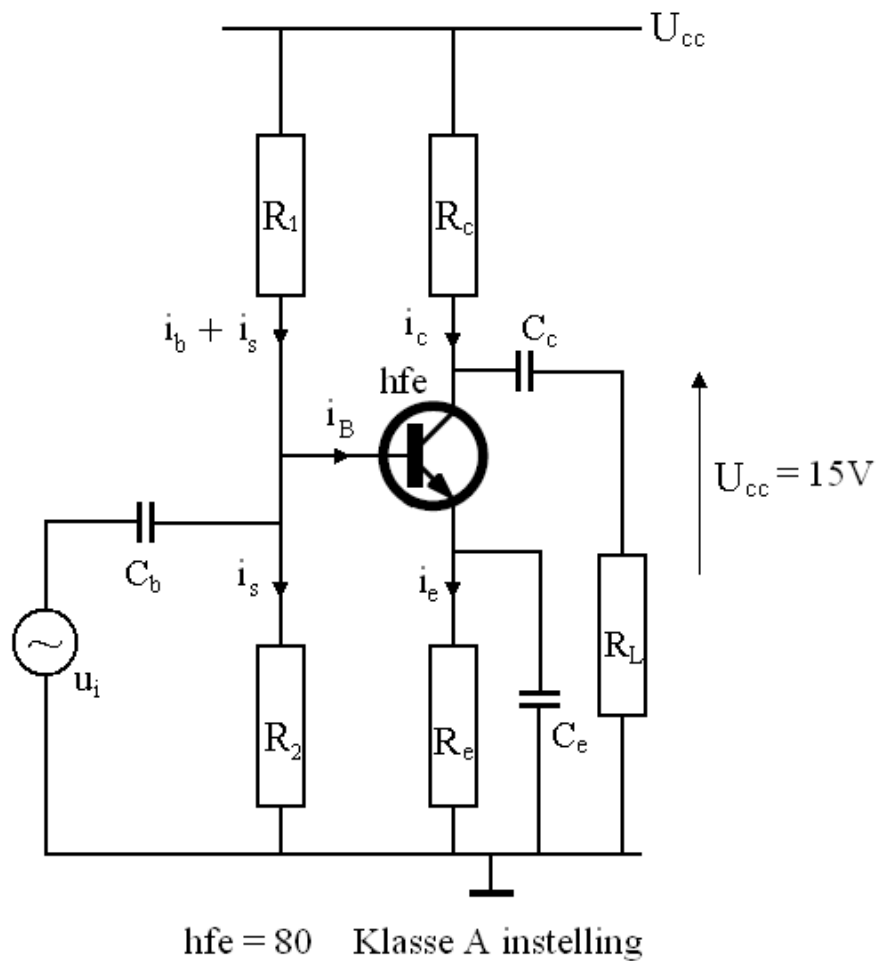 Ucc
R1
Rc
ib + is
ic
Cc
hfe
iB
Ucc = 15V
Cb
is
ie
RL
ui
R2
Re
Ce
hfe = 80 Klasse A instelling